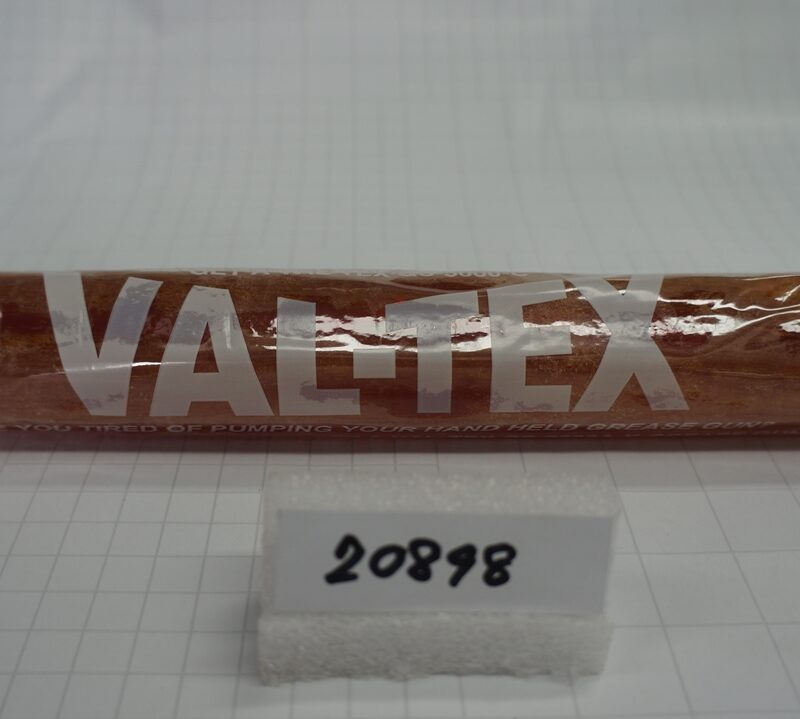 VAL-TEX
YOU TIRED OF PUMPING YOUR HAND HELD GREASE GUN?
20898